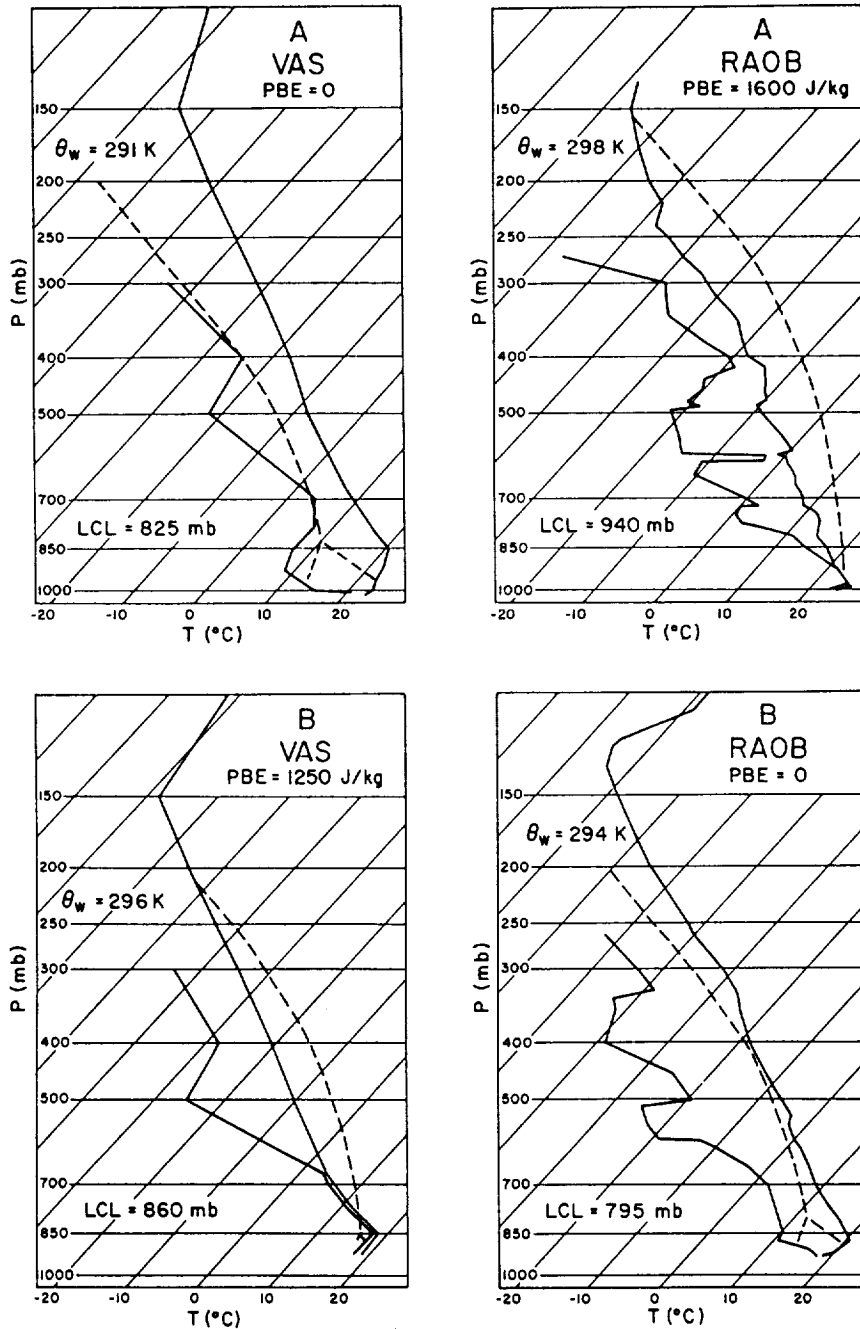 A
VAS
PBE = 0
θw = 291 K
LCL = 825 mb
P (mb)
150
200
250
300
400
500
700
850
1000
-20
-10
0
10
20
T (°C)
A
RAOB
PBE = 1600 J/kg
θw = 298 K
LCL = 940 mb
P (mb)
150
200
250
300
400
500
700
850
1000
-20
-10
0
10
20
T (°C)
B
VAS
PBE = 1250 J/kg
θw = 296 K
LCL = 860 mb
P (mb)
150
200
250
300
400
500
700
850
1000
-20
-10
0
10
20
T (°C)
B
RAOB
PBE = 0
θw = 294 K
LCL = 795 mb
P (mb)
150
200
250
300
400
500
700
850
1000
-20
-10
0
10
20
T (°C)